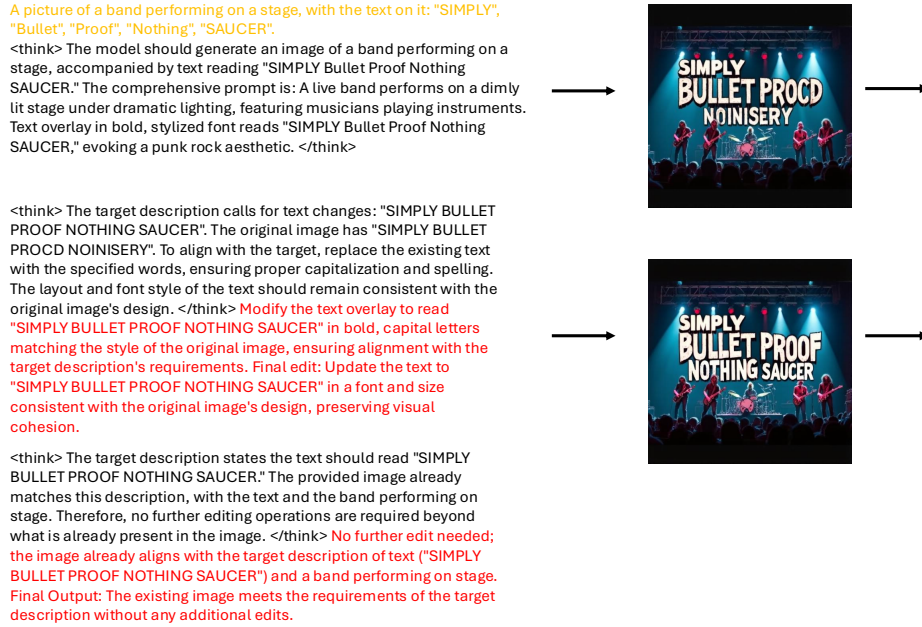 A picture of a band performing on a stage, with the text on it: "SIMPLY",
"Bullet", "Proof", "Nothing", "SAUCER".
<think> The model should generate an image of a band performing on a
stage, accompanied by text reading "SIMPLY Bullet Proof Nothing
SAUCER." The comprehensive prompt is: A live band performs on a dimly
lit stage under dramatic lighting, featuring musicians playing instruments.
Text overlay in bold, stylized font reads "SIMPLY Bullet Proof Nothing
SAUCER," evoking a punk rock aesthetic. </think>
SIMPLY
BULLET PROCD
NOINISERY
<think> The target description calls for text changes: "SIMPLY BULLET
PROOF NOTHING SAUCER". The original image has "SIMPLY BULLET
PROCD NOINISERY". To align with the target, replace the existing text
with the specified words, ensuring proper capitalization and spelling.
The layout and font style of the text should remain consistent with the
original image's design. </think> Modify the text overlay to read
"SIMPLY BULLET PROOF NOTHING SAUCER" in bold, capital letters
matching the style of the original image, ensuring alignment with the
target description's requirements. Final edit: Update the text to
"SIMPLY BULLET PROOF NOTHING SAUCER" in a font and size
consistent with the original image's design, preserving visual
cohesion.
SIMPLY
BULLET PROOF
NOTHING SAUCER
<think> The target description states the text should read "SIMPLY
BULLET PROOF NOTHING SAUCER." The provided image already
matches this description, with the text and the band performing on
stage. Therefore, no further editing operations are required beyond
what is already present in the image. </think> No further edit needed;
the image already aligns with the target description of text ("SIMPLY
BULLET PROOF NOTHING SAUCER") and a band performing on stage.
Final Output: The existing image meets the requirements of the target
description without any additional edits.